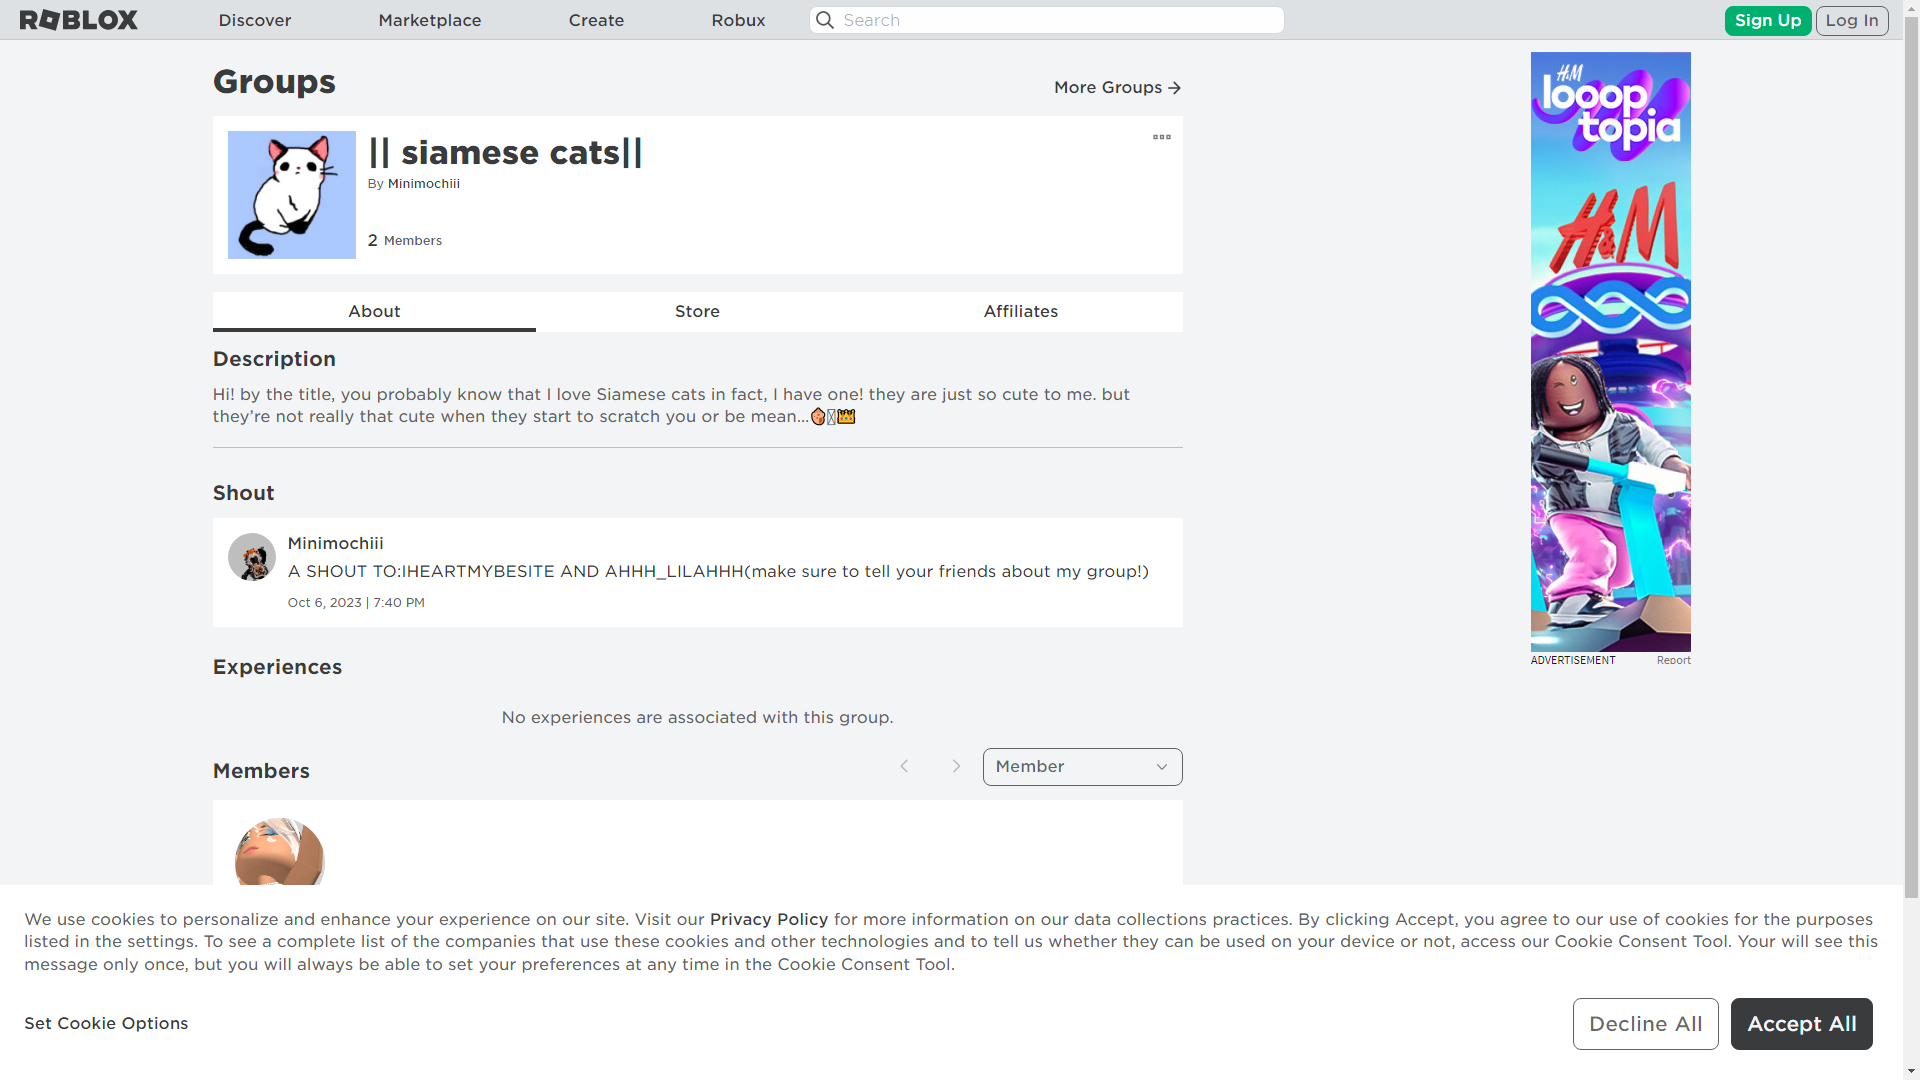 ROBLOX
Discover
Marketplace
Create
Robux
Search
Sign Up
Log In
Groups
More Groups
|| siamese cats||
By Minimochiii
2 Members
About
Store
Affiliates
Description
Hi! by the title, you probably know that I love Siamese cats in fact, I have one! they are just so cute to me. but
they’re not really that cute when they start to scratch you or be mean...
Shout
Minimochiii
A SHOUT TO:IHEARTMYBESITE AND AHHH_LILAHHH(make sure to tell your friends about my group!)
Oct 6, 2023 | 7:40 PM
Experiences
No experiences are associated with this group.
Members
Member
H&M
looop
topia
H&M
ADVERTISEMENT
Report
We use cookies to personalize and enhance your experience on our site. Visit our Privacy Policy for more information on our data collections practices. By clicking Accept, you agree to our use of cookies for the purposes
listed in the settings. To see a complete list of the companies that use these cookies and other technologies and to tell us whether they can be used on your device or not, access our Cookie Consent Tool. Your will see this
message only once, but you will always be able to set your preferences at any time in the Cookie Consent Tool.
Set Cookie Options
Decline All
Accept All